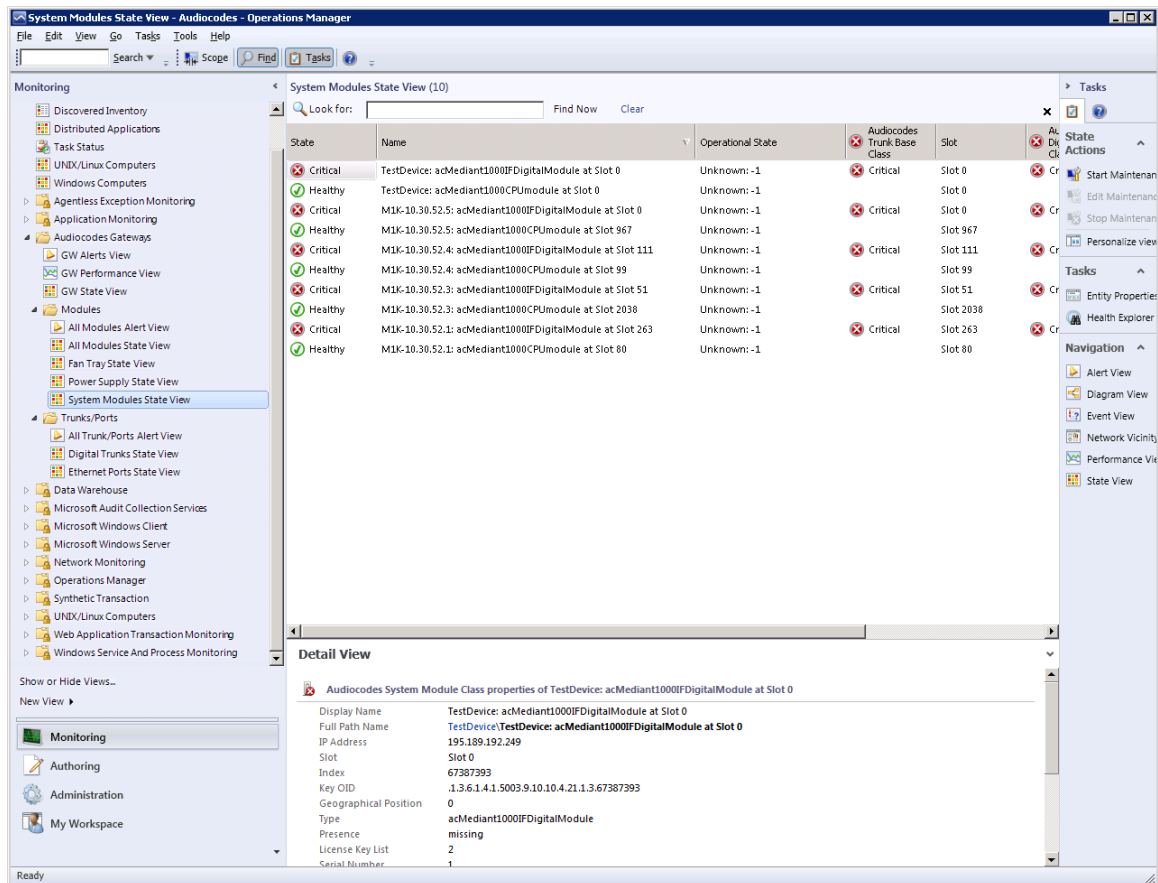 System Modules State View - Audiocodes - Operations Manager
File Edit View Go Tasks Tools Help
Search Scope Find Tasks
Monitoring
Discovered Inventory
Distributed Applications
Task Status
UNIX/Linux Computers
Windows Computers
Agentless Exception Monitoring
Application Monitoring
Audiocodes Gateways
GW Alerts View
GW Performance View
GW State View
Modules
All Modules Alert View
All Modules State View
Fan Tray State View
Power Supply State View
System Modules State View
Trunks/Ports
All Trunk/Ports Alert View
Digital Trunks State View
Ethernet Ports State View
Data Warehouse
Microsoft Audit Collection Services
Microsoft Windows Client
Microsoft Windows Server
Network Monitoring
Operations Manager
Synthetic Transaction
UNIX/Linux Computers
Web Application Transaction Monitoring
Windows Service And Process Monitoring
Show or Hide Views...
New View
Monitoring
Authoring
Administration
My Workspace
Ready
System Modules State View (10)
Look for: Find Now Clear
State Name Operational State Audiocodes Trunk Base Class Slot Au Dig Cla
Critical TestDevice: acMediant1000IFDigitalModule at Slot 0 Unknown: -1 Critical Slot 0 Cr
Healthy TestDevice: acMediant1000CPUmodule at Slot 0 Unknown: -1 Slot 0
Critical M1K-10.30.52.5: acMediant1000IFDigitalModule at Slot 0 Unknown: -1 Critical Slot 0 Cr
Healthy M1K-10.30.52.5: acMediant1000CPUmodule at Slot 967 Unknown: -1 Slot 967
Critical M1K-10.30.52.4: acMediant1000IFDigitalModule at Slot 111 Unknown: -1 Critical Slot 111 Cr
Healthy M1K-10.30.52.4: acMediant1000CPUmodule at Slot 99 Unknown: -1 Slot 99
Critical M1K-10.30.52.3: acMediant1000IFDigitalModule at Slot 51 Unknown: -1 Critical Slot 51 Cr
Healthy M1K-10.30.52.3: acMediant1000CPUmodule at Slot 2038 Unknown: -1 Slot 2038
Critical M1K-10.30.52.1: acMediant1000IFDigitalModule at Slot 263 Unknown: -1 Critical Slot 263 Cr
Healthy M1K-10.30.52.1: acMediant1000CPUmodule at Slot 80 Unknown: -1 Slot 80
Detail View
Audiocodes System Module Class properties of TestDevice: acMediant1000IFDigitalModule at Slot 0
Display Name TestDevice: acMediant1000IFDigitalModule at Slot 0
Full Path Name TestDevice\TestDevice: acMediant1000IFDigitalModule at Slot 0
IP Address 195.189.192.249
Slot Slot 0
Index 67387393
Key OID .1.3.6.1.4.1.5003.9.10.10.4.21.1.3.67387393
Geographical Position 0
Type acMediant1000IFDigitalModule
Presence missing
License Key List 2
Serial Number 1
Tasks
State Actions
Start Maintenan
Edit Maintenanc
Stop Maintenan
Personalize view
Tasks
Entity Properties
Health Explorer
Navigation
Alert View
Diagram View
Event View
Network Vicinity
Performance Vie
State View